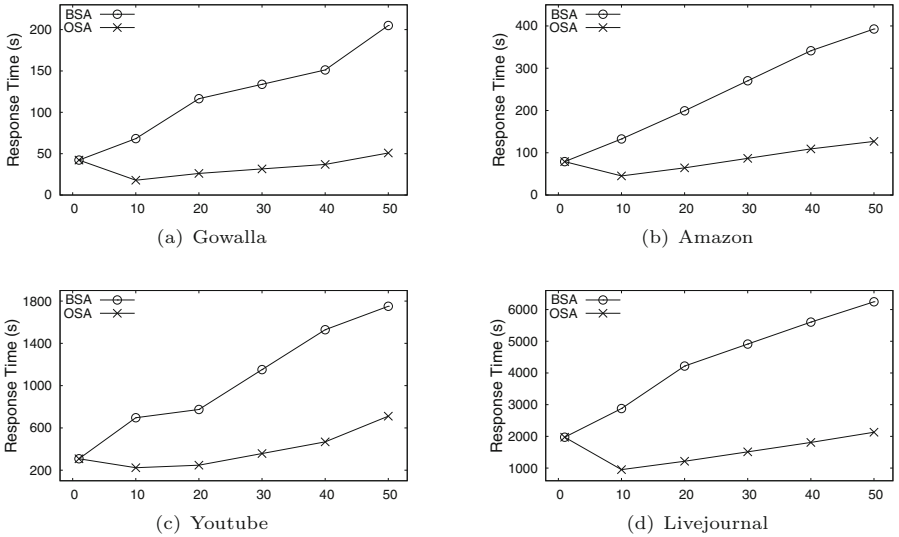 BSA
OSA
Response Time (s)
200
150
100
50
0
0 10 20 30 40 50
(a) Gowalla
BSA
OSA
Response Time (s)
400
300
200
100
0
0 10 20 30 40 50
(b) Amazon
BSA
OSA
Response Time (s)
1800
1400
1000
600
200
0 10 20 30 40 50
(c) Youtube
BSA
OSA
Response Time (s)
6000
5000
4000
3000
2000
1000
0 10 20 30 40 50
(d) Livejournal